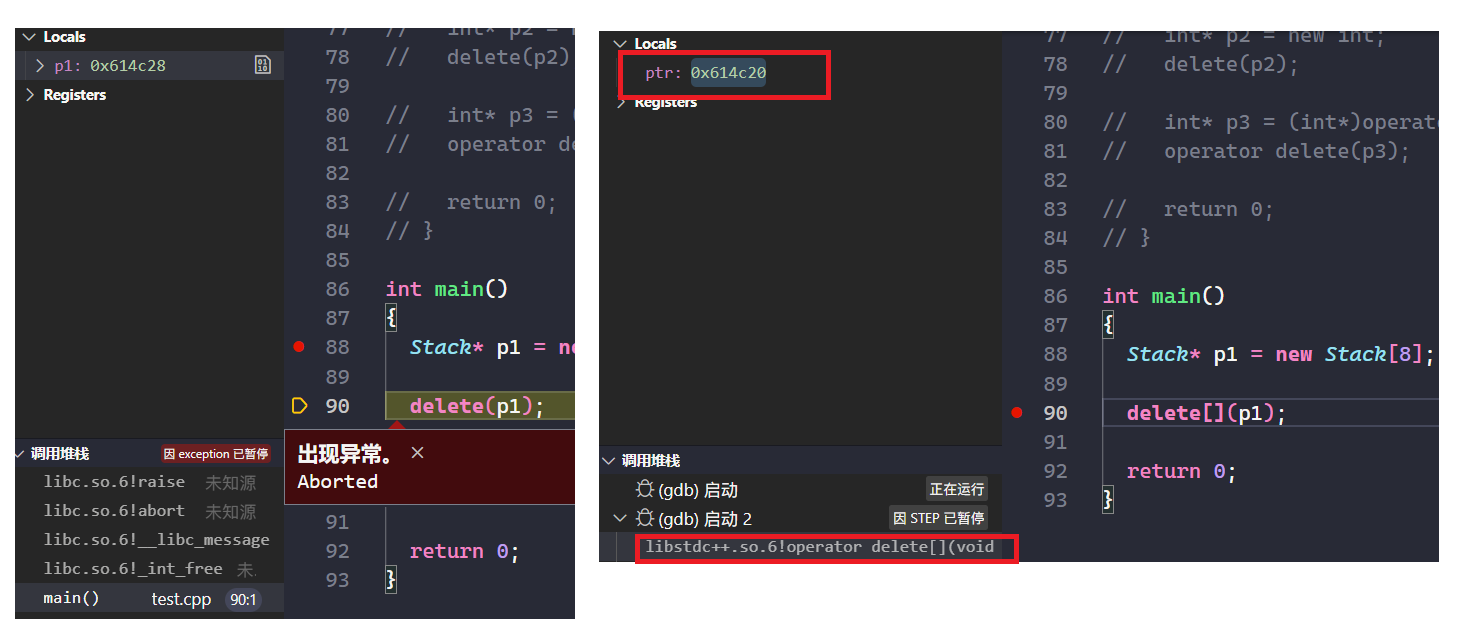 Locals
p1: 0x614c28
Registers
77 // int* p2 = n
78 // delete(p2)
79
80 // int* p3 = (
81 // operator de
82
83 // return 0;
84 // }
85
86 int main()
87 {
88 Stack* p1 = ne
89
90 delete(p1);
出现异常。 ×
Aborted
91
92 return 0;
93 }
调用堆栈 因 exception 已暂停
libc.so.6!raise 未知源
libc.so.6!abort 未知源
libc.so.6!__libc_message
libc.so.6!_int_free 未.
main() test.cpp 90:1
Locals
ptr: 0x614c20
Registers
77 // int* p2 = new int;
78 // delete(p2);
79
80 // int* p3 = (int*)operat
81 // operator delete(p3);
82
83 // return 0;
84 // }
85
86 int main()
87 {
88 Stack* p1 = new Stack[8];
89
90 delete[](p1);
91
92 return 0;
93 }
调用堆栈
(gdb) 启动 正在运行
(gdb) 启动 2 因 STEP 已暂停
libstdc++.so.6!operator delete[](void